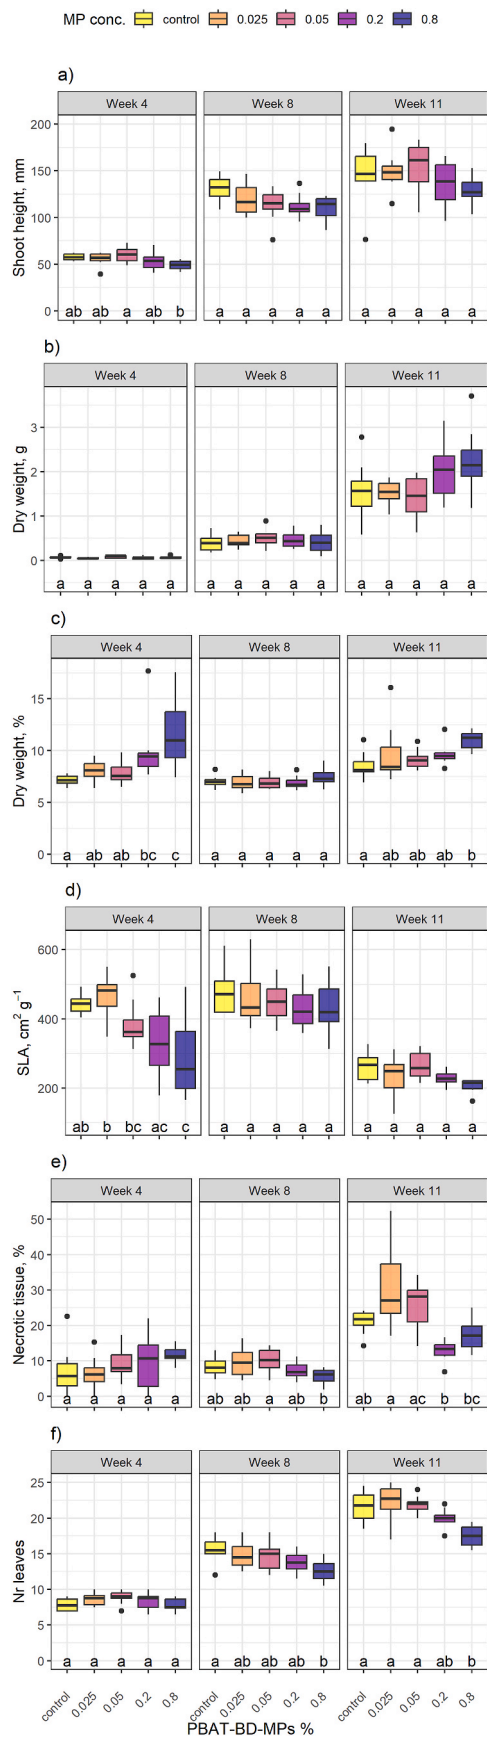 MP conc. control 0.025 0.05 0.2 0.8
a)
Week 4 Week 8 Week 11
Shoot height, mm
200
150
100
50
0
ab ab a ab b a a a a a a a a a a
b)
Week 4 Week 8 Week 11
Dry weight, g
3
2
1
0
a a a a a a a a a a a a a a a
c)
Week 4 Week 8 Week 11
Dry weight, %
15
10
5
0
a ab ab bc c a a a a a a ab ab ab b
d)
Week 4 Week 8 Week 11
SLA, cm² g⁻¹
600
400
200
ab b bc ac c a a a a a a a a a a
e)
Week 4 Week 8 Week 11
Necrotic tissue, %
50
40
30
20
10
0
a a a a a ab ab a ab b ab a ac b bc
f)
Week 4 Week 8 Week 11
Nr leaves
25
20
15
10
5
0
a a a a a a ab ab ab b a a a ab b
control 0.025 0.05 0.2 0.8 control 0.025 0.05 0.2 0.8 control 0.025 0.05 0.2 0.8
PBAT-BD-MPs %